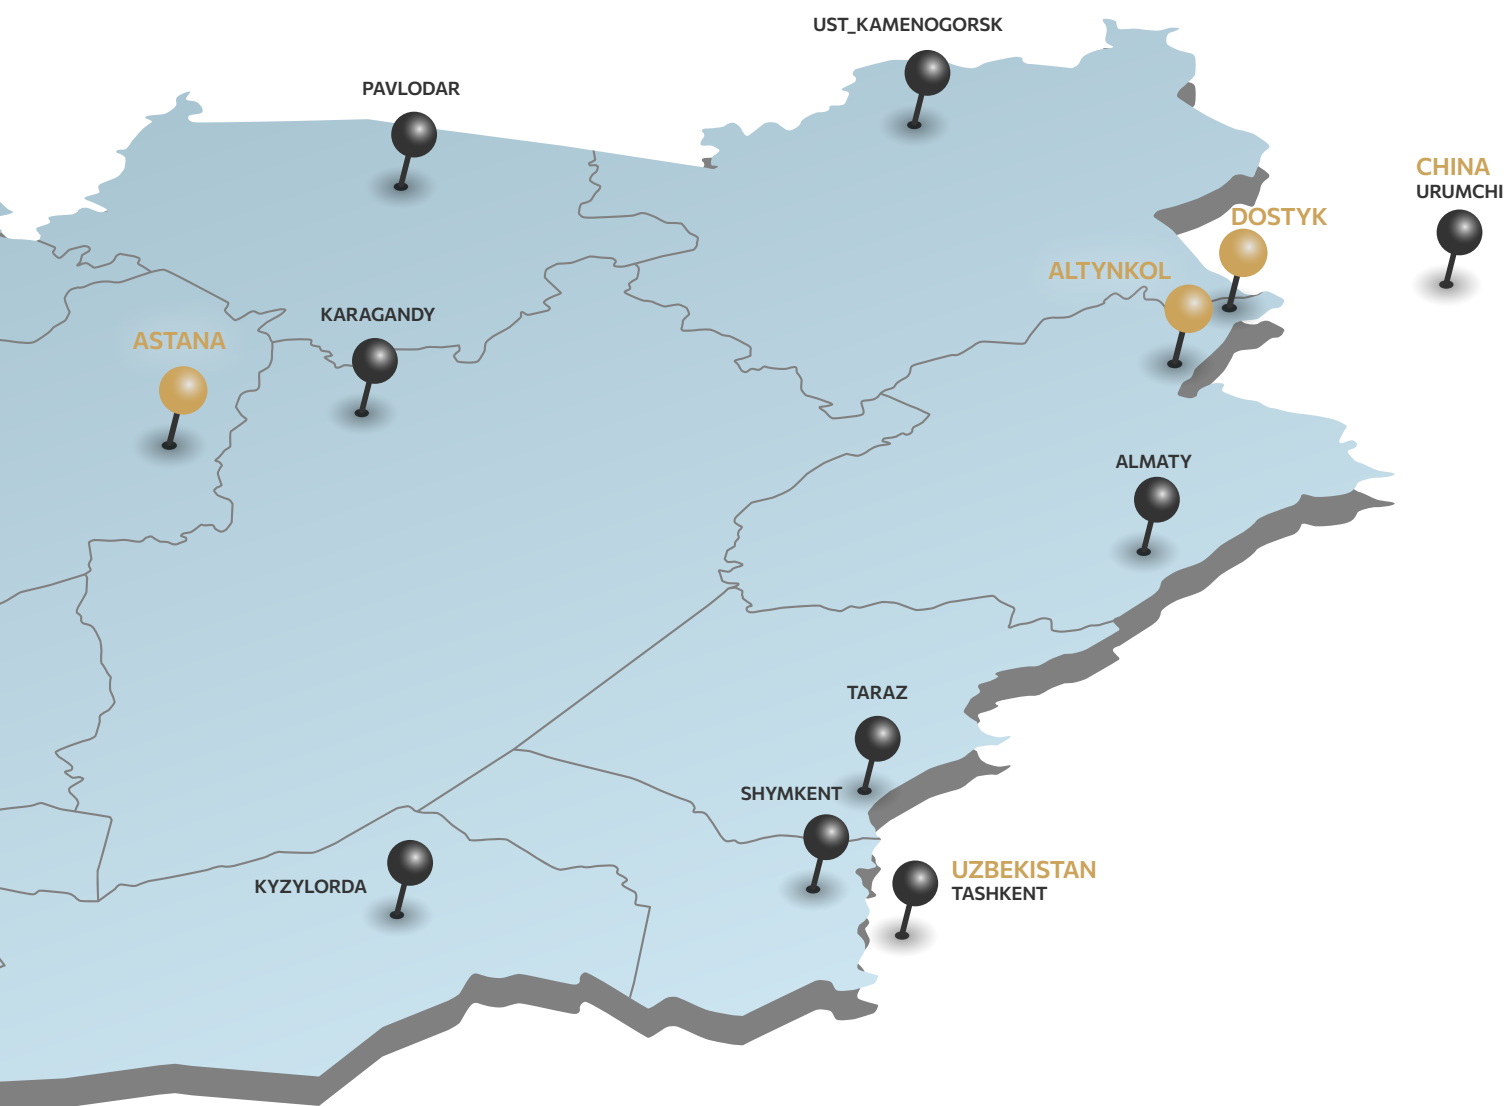 UST_KAMENOGORSK
PAVLODAR
CHINA
URUMCHI
DOSTYK
ALTYNKOL
KARAGANDY
ASTANA
ALMATY
TARAZ
SHYMKENT
UZBEKISTAN
TASHKENT
KYZYLORDA